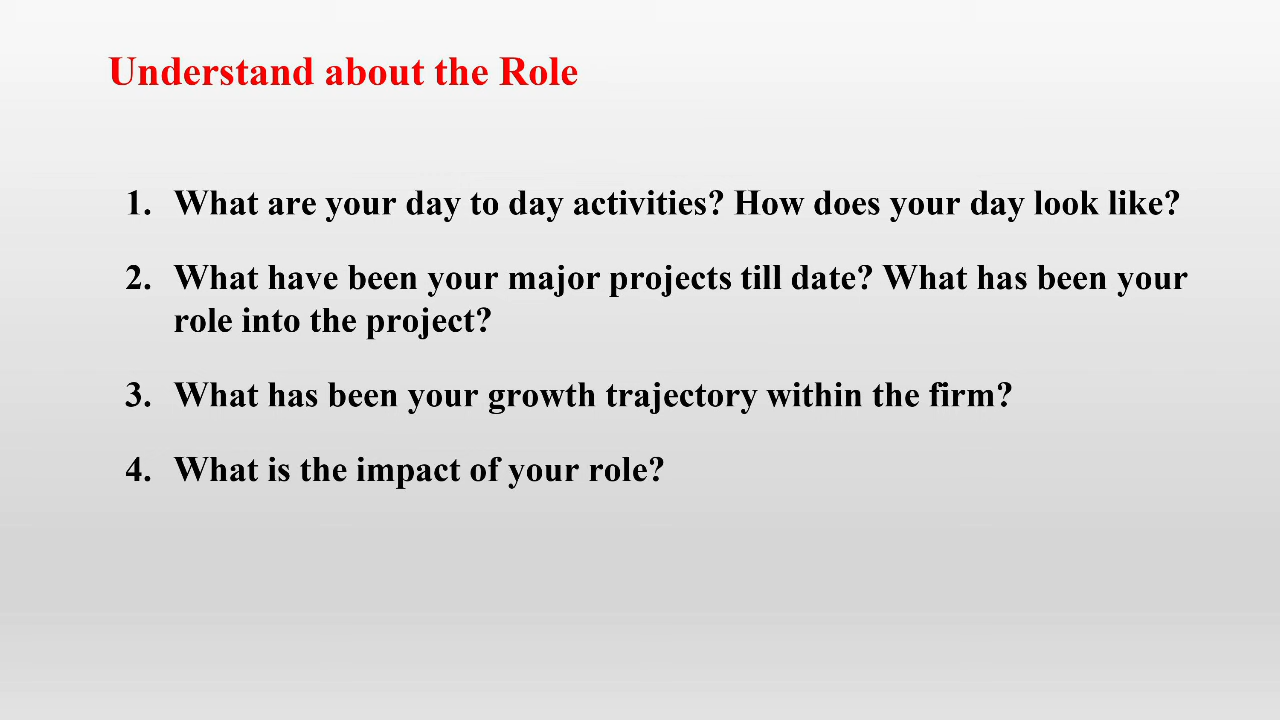 Understand about the Role
1. What are your day to day activities? How does your day look like?
2. What have been your major projects till date? What has been your
role into the project?
3. What has been your growth trajectory within the firm?
4. What is the impact of your role?